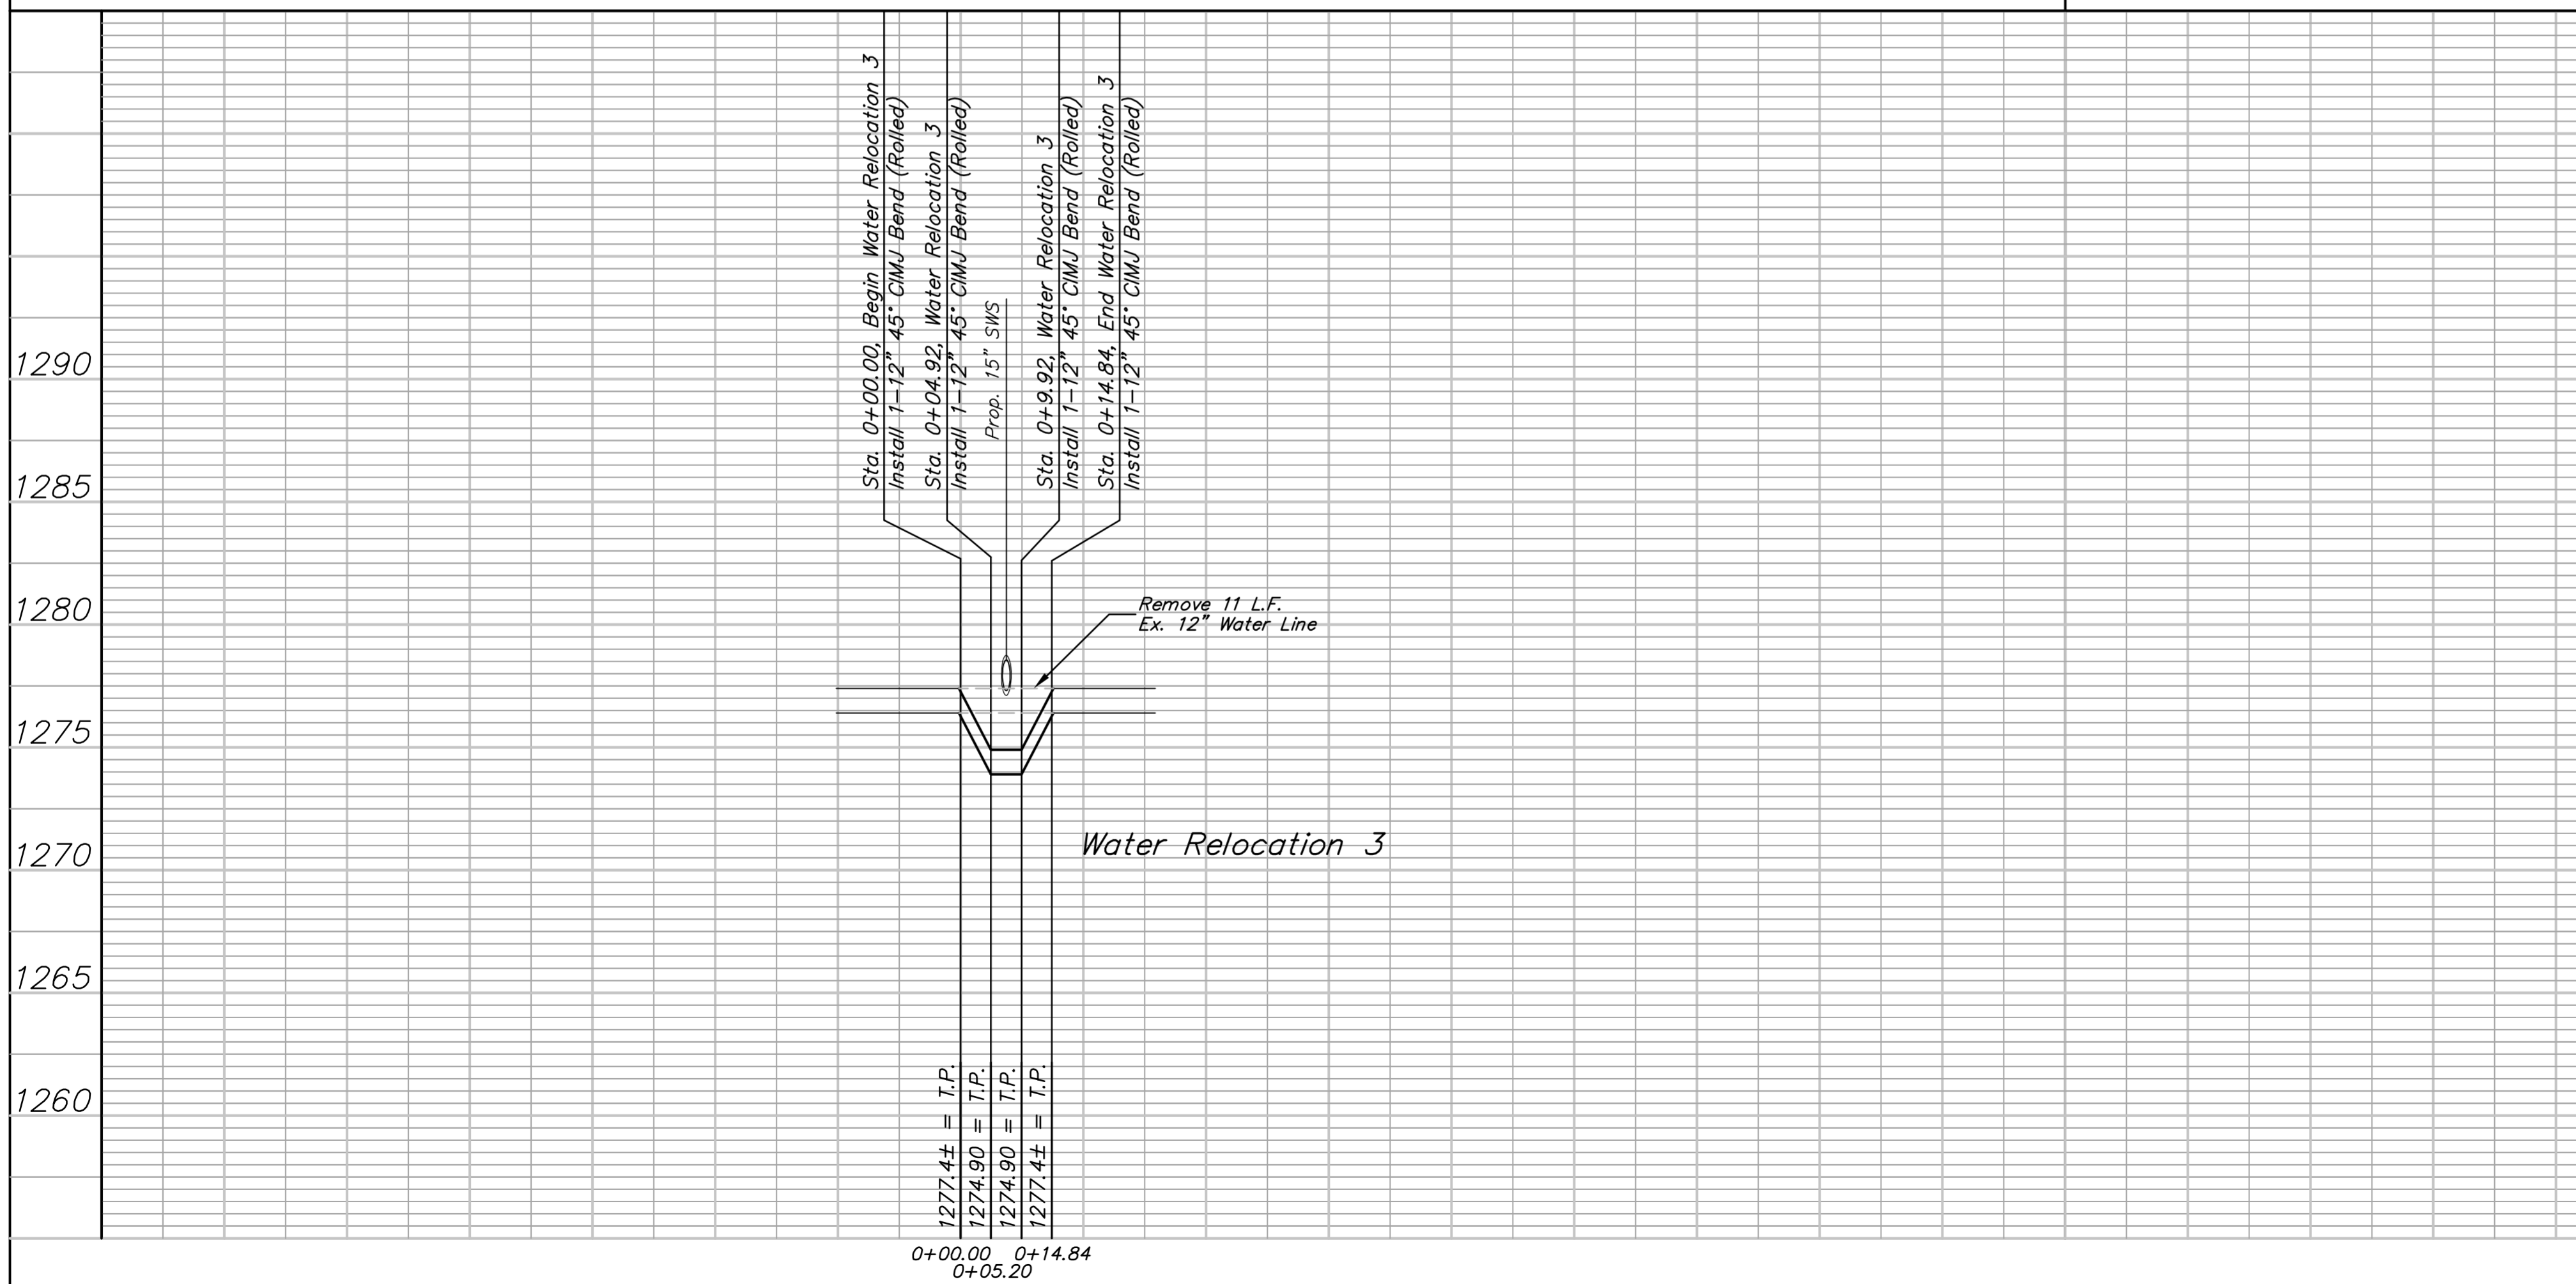 Sta. 0+00.00, Begin Water Relocation 3
Install 1-12" 45° CIMJ Bend (Rolled)
Sta. 0+04.92, Water Relocation 3
Install 1-12" 45° CIMJ Bend (Rolled)
Prop. 15" SWS
Sta. 0+9.92, Water Relocation 3
Install 1-12" 45° CIMJ Bend (Rolled)
Sta. 0+14.84, End Water Relocation 3
Install 1-12" 45° CIMJ Bend (Rolled)
1290
1285
1280
Remove 11 L.F.
Ex. 12" Water Line
1275
1270
Water Relocation 3
1265
1260
1277.4± = T.P.
1274.90 = T.P.
1274.90 = T.P.
1277.4± = T.P.
0+00.00
0+14.84
0+05.20